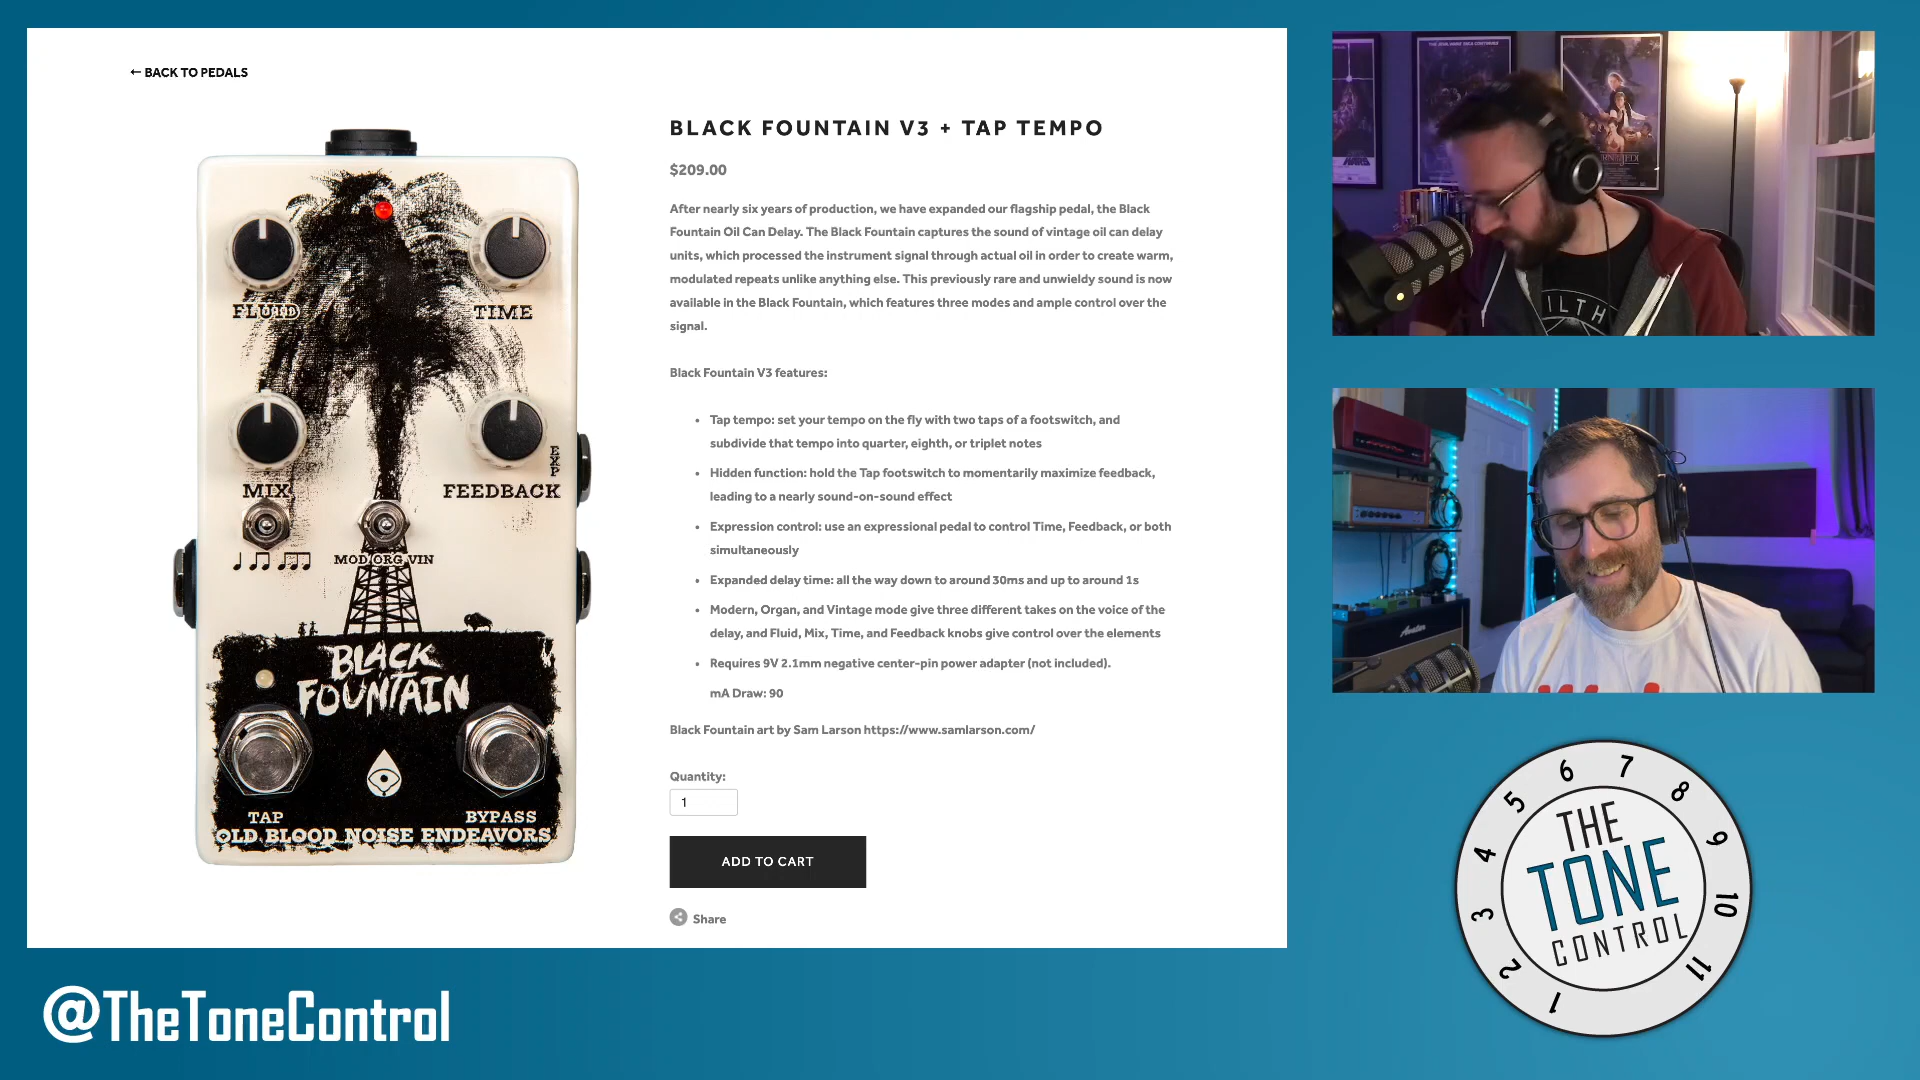 ← BACK TO PEDALS
BLACK FOUNTAIN V3 + TAP TEMPO
$209.00
After nearly six years of production, we have expanded our flagship pedal, the Black
Fountain Oil Can Delay. The Black Fountain captures the sound of vintage oil can delay
units, which processed the instrument signal through actual oil in order to create warm,
modulated repeats unlike anything else. This previously rare and unwieldy sound is now
available in the Black Fountain, which features three modes and ample control over the
signal.
Black Fountain V3 features:
Tap tempo: set your tempo on the fly with two taps of a footswitch, and
subdivide that tempo into quarter, eighth, or triplet notes
Hidden function: hold the Tap footswitch to momentarily maximize feedback,
leading to a nearly sound-on-sound effect
Expression control: use an expressional pedal to control Time, Feedback, or both
simultaneously
Expanded delay time: all the way down to around 30ms and up to around 1s
Modern, Organ, and Vintage mode give three different takes on the voice of the
delay, and Fluid, Mix, Time, and Feedback knobs give control over the elements
Requires 9V 2.1mm negative center-pin power adapter (not included).
mA Draw: 90
Black Fountain art by Sam Larson https://www.samlarson.com/
Quantity:
1
ADD TO CART
Share
TIME
MIX
FEEDBACK
EXP
MOD ORG VIN
BLACK
FOUNTAIN
TAP
BYPASS
OLD BLOOD NOISE ENDEAVORS
@TheToneControl
THE
TONE
CONTROL
1
2
3
4
5
6
7
8
9
10
11
FILTH
Avatar